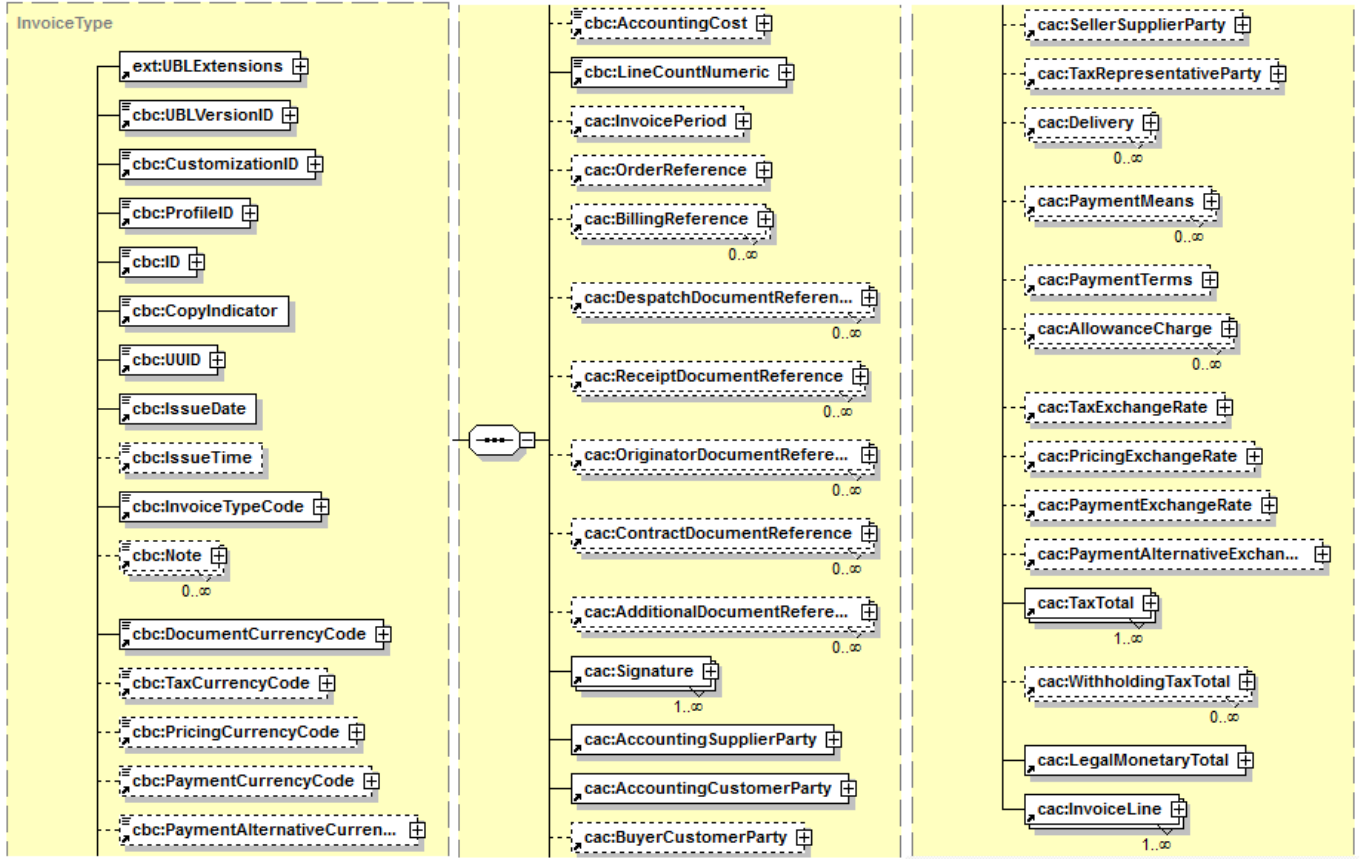 InvoiceType
ext:UBLExtensions
cbc:UBLVersionID
cbc:CustomizationID
cbc:ProfileID
cbc:ID
cbc:CopyIndicator
cbc:UUID
cbc:IssueDate
cbc:IssueTime
cbc:InvoiceTypeCode
cbc:Note
0..∞
cbc:DocumentCurrencyCode
cbc:TaxCurrencyCode
cbc:PricingCurrencyCode
cbc:PaymentCurrencyCode
cbc:PaymentAlternativeCurren...
cbc:AccountingCost
cbc:LineCountNumeric
cac:InvoicePeriod
cac:OrderReference
cac:BillingReference
0..∞
cac:DespatchDocumentReferen...
0..∞
cac:ReceiptDocumentReference
0..∞
cac:OriginatorDocumentRefere...
0..∞
cac:ContractDocumentReference
0..∞
cac:AdditionalDocumentRefere...
0..∞
cac:Signature
1..∞
cac:AccountingSupplierParty
cac:AccountingCustomerParty
cac:BuyerCustomerParty
cac:SellerSupplierParty
cac:TaxRepresentativeParty
cac:Delivery
0..∞
cac:PaymentMeans
0..∞
cac:PaymentTerms
cac:AllowanceCharge
0..∞
cac:TaxExchangeRate
cac:PricingExchangeRate
cac:PaymentExchangeRate
cac:PaymentAlternativeExchan...
cac:TaxTotal
1..∞
cac:WithholdingTaxTotal
0..∞
cac:LegalMonetaryTotal
cac:InvoiceLine
1..∞